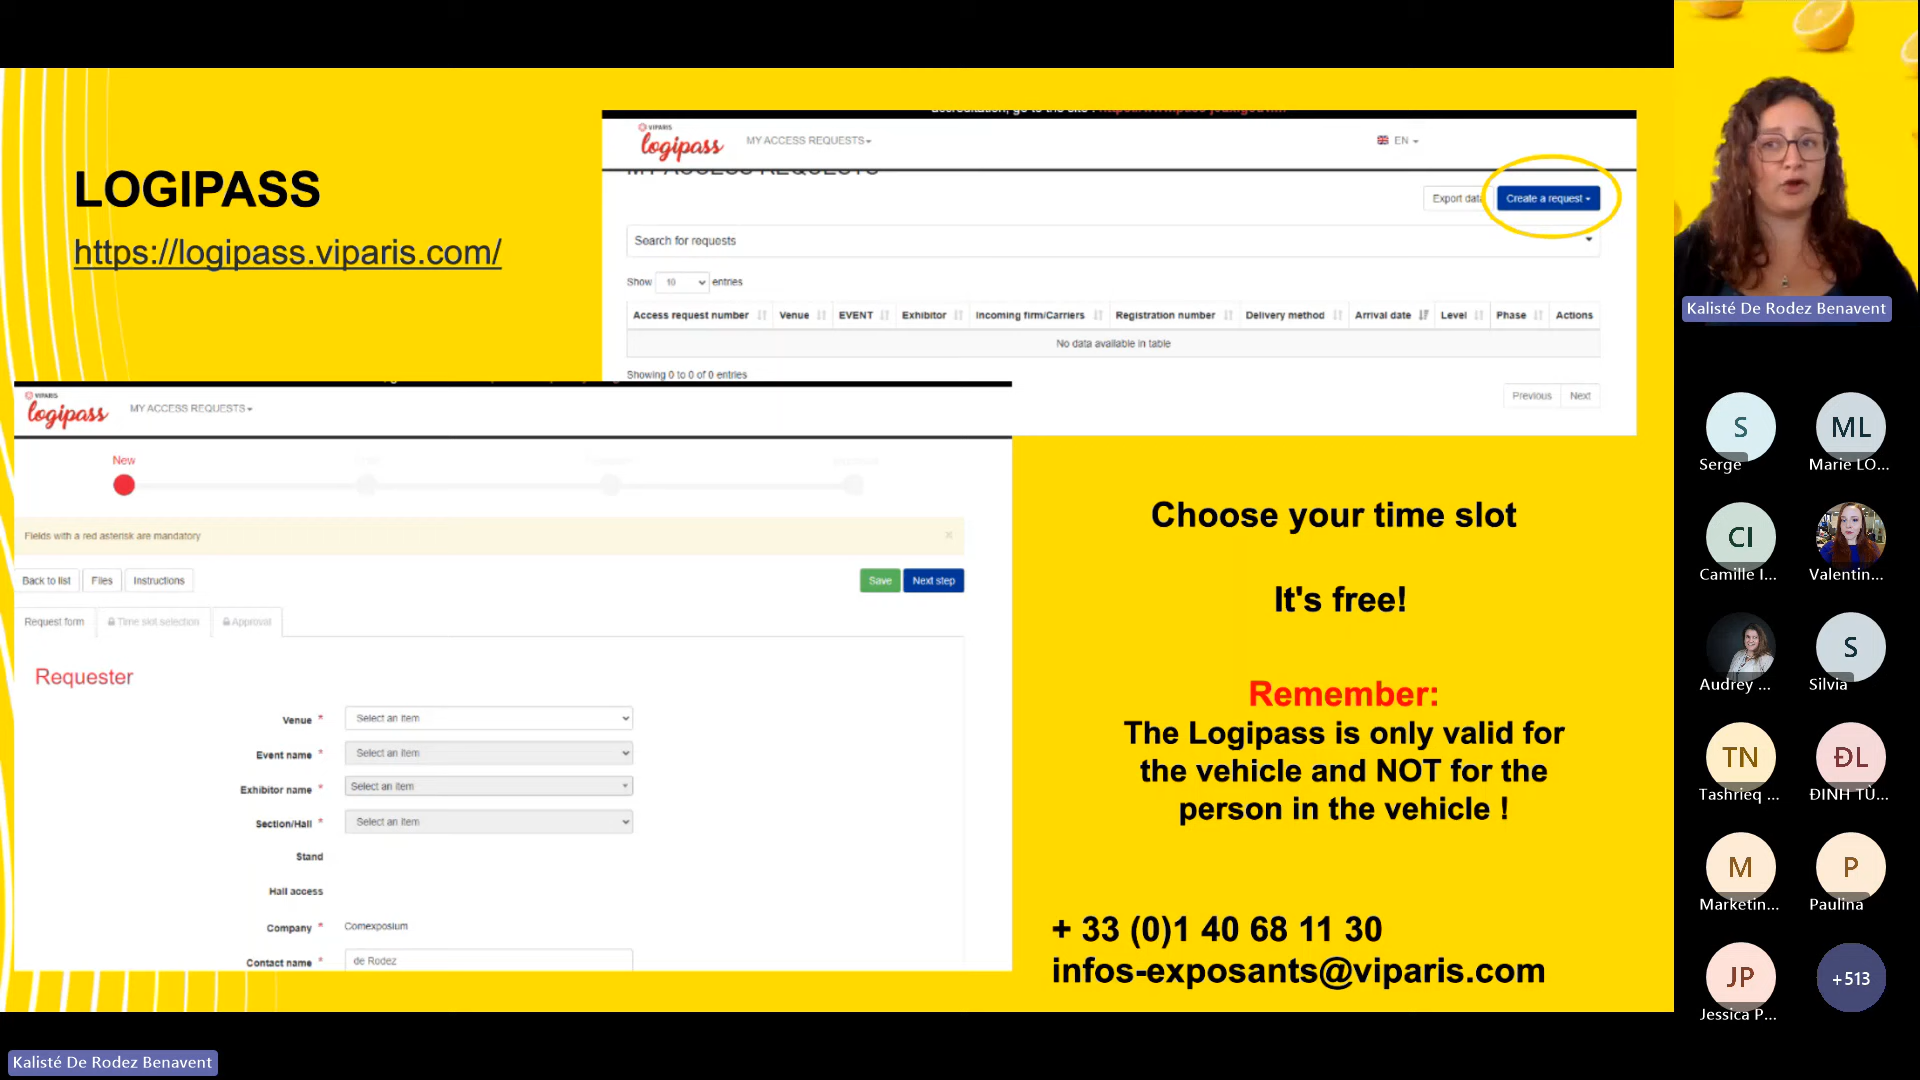 LOGIPASS
https://logipass.viparis.com/
VIPARIS
logipass
MY ACCESS REQUESTS
EN
MY ACCESS REQUESTS
Export data
Create a request
Search for requests
Show 10 entries
Access request number Venue EVENT Exhibitor Incoming firm/Carriers Registration number Delivery method Arrival date Level Phase Actions
No data available in table
Showing 0 to 0 of 0 entries
Previous Next
VIPARIS
logipass
MY ACCESS REQUESTS
New
Fields with a red asterisk are mandatory
×
Back to list Files Instructions
Save Next step
Request form Time slot selection Approval
Requester
Venue * Select an item
Event name * Select an item
Exhibitor name * Select an item
Section/Hall * Select an item
Stand
Hall access
Company * Comexposium
Contact name * de Rodez
Choose your time slot
It's free!
Remember:
The Logipass is only valid for
the vehicle and NOT for the
person in the vehicle !
+ 33 (0)1 40 68 11 30
infos-exposants@viparis.com
Kalisté De Rodez Benavent
S
Serge
ML
Marie LO...
CI
Camille I...
Valentin...
Audrey ...
S
Silvia
TN
Tashrieq ...
ĐL
ĐINH TÙ...
M
Marketin...
P
Paulina
JP
Jessica P...
+513
Kalisté De Rodez Benavent